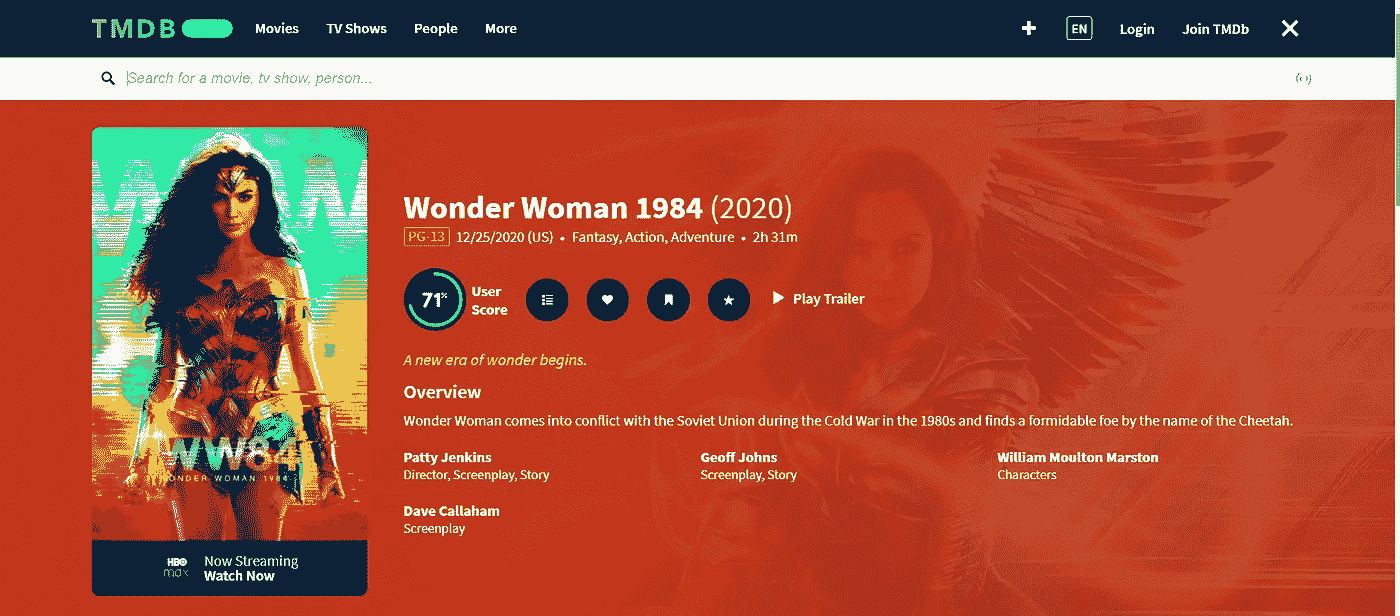 TMDB
Movies TV Shows People More
EN Login Join TMDb
Search for a movie, tv show, person...
Wonder Woman 1984 (2020)
PG-13 12/25/2020 (US) • Fantasy, Action, Adventure • 2h 31m
71%
User
Score
Play Trailer
A new era of wonder begins.
Overview
Wonder Woman comes into conflict with the Soviet Union during the Cold War in the 1980s and finds a formidable foe by the name of the Cheetah.
Patty Jenkins
Director, Screenplay, Story
Geoff Johns
Screenplay, Story
William Moulton Marston
Characters
Dave Callaham
Screenplay
WW84
WONDER WOMAN 1984
HBO
max
Now Streaming
Watch Now